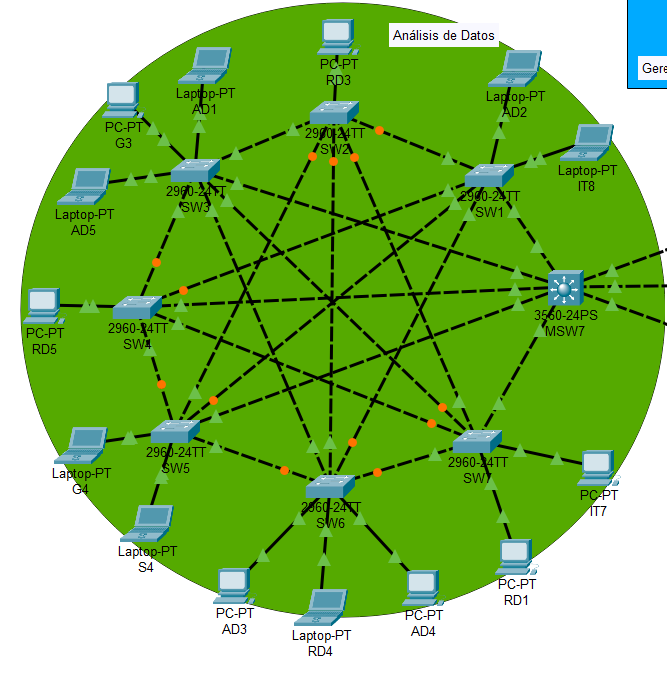 Análisis de Datos
Gere
PC-PT
RD3
Laptop-PT
AD1
Laptop-PT
AD2
PC-PT
G3
2960-24TT
SW2
Laptop-PT
IT8
2960-24TT
SW3
2960-24TT
SW1
Laptop-PT
AD5
2960-24TT
SW4
3560-24PS
MSW7
PC-PT
RD5
2960-24TT
SW5
2960-24TT
SW7
Laptop-PT
G4
PC-PT
IT7
2960-24TT
SW6
Laptop-PT
S4
PC-PT
RD1
PC-PT
AD3
Laptop-PT
RD4
PC-PT
AD4